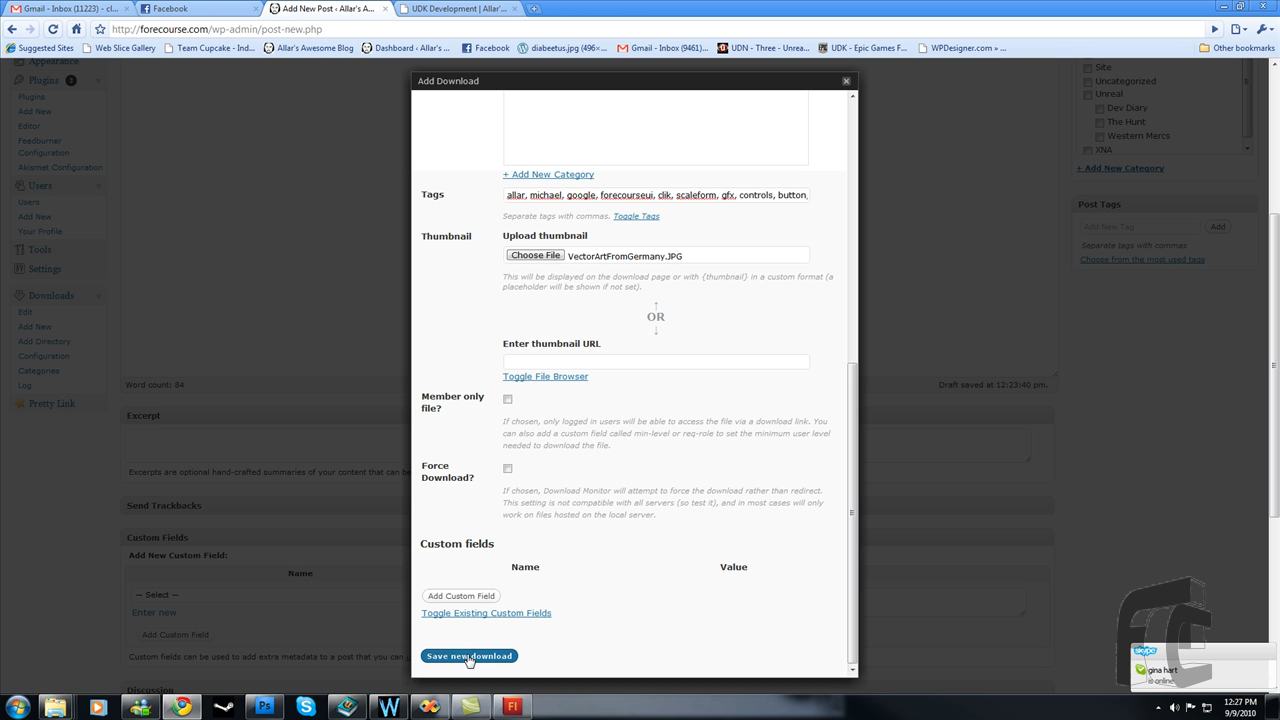 Gmail - Inbox (11223) - cl...
Facebook
Add New Post ‹ Allar's A...
UDK Development | Allar'...
http://forecourse.com/wp-admin/post-new.php
Suggested Sites
Web Slice Gallery
Team Cupcake - Ind...
Allar's Awesome Blog
Dashboard ‹ Allar's ...
Facebook
diabeetus.jpg (496×...
Gmail - Inbox (9461)...
UDN - Three - Unrea...
UDK - Epic Games F...
WPDesigner.com » ...
Other bookmarks
Appearance
Plugins
Plugins
Add New
Editor
Feedburner
Configuration
Akismet Configuration
Users
Users
Add New
Your Profile
Tools
Settings
Downloads
Edit
Add New
Add Directory
Configuration
Categories
Log
Pretty Link
Word count: 84
Draft saved at 12:23:40 pm.
Excerpt
Excerpts are optional hand-crafted summaries of your content that can be
Send Trackbacks
Custom Fields
Add New Custom Field:
Name
— Select —
Enter new
Add Custom Field
Custom fields can be used to add extra metadata to a post that you can
Discussion
Add Download
+ Add New Category
Tags
allar, michael, google, forecourseui, clik, scaleform, gfx, controls, button,
Separate tags with commas. Toggle Tags
Thumbnail
Upload thumbnail
Choose File VectorArtFromGermany.JPG
This will be displayed on the download page or with {thumbnail} in a custom format (a
placeholder will be shown if not set).
↑
OR
↓
Enter thumbnail URL
Toggle File Browser
Member only
file?
If chosen, only logged in users will be able to access the file via a download link. You
can also add a custom field called min-level or req-role to set the minimum user level
needed to download the file.
Force
Download?
If chosen, Download Monitor will attempt to force the download rather than redirect.
This setting is not compatible with all servers (so test it), and in most cases will only
work on files hosted on the local server.
Custom fields
Name
Value
Add Custom Field
Toggle Existing Custom Fields
Save new download
Site
Uncategorized
Unreal
Dev Diary
The Hunt
Western Mercs
XNA
+ Add New Category
Post Tags
Add New Tag
Add
Separate tags with commas
Choose from the most used tags
skype
gina hart
is online
12:27 PM
9/9/2010